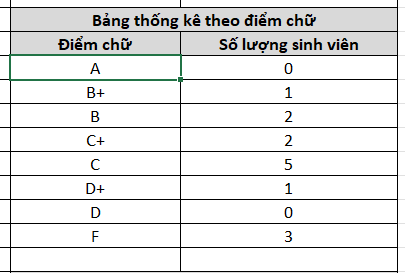 Bảng thống kê theo điểm chữ
Điểm chữ Số lượng sinh viên
A 0
B+ 1
B 2
C+ 2
C 5
D+ 1
D 0
F 3